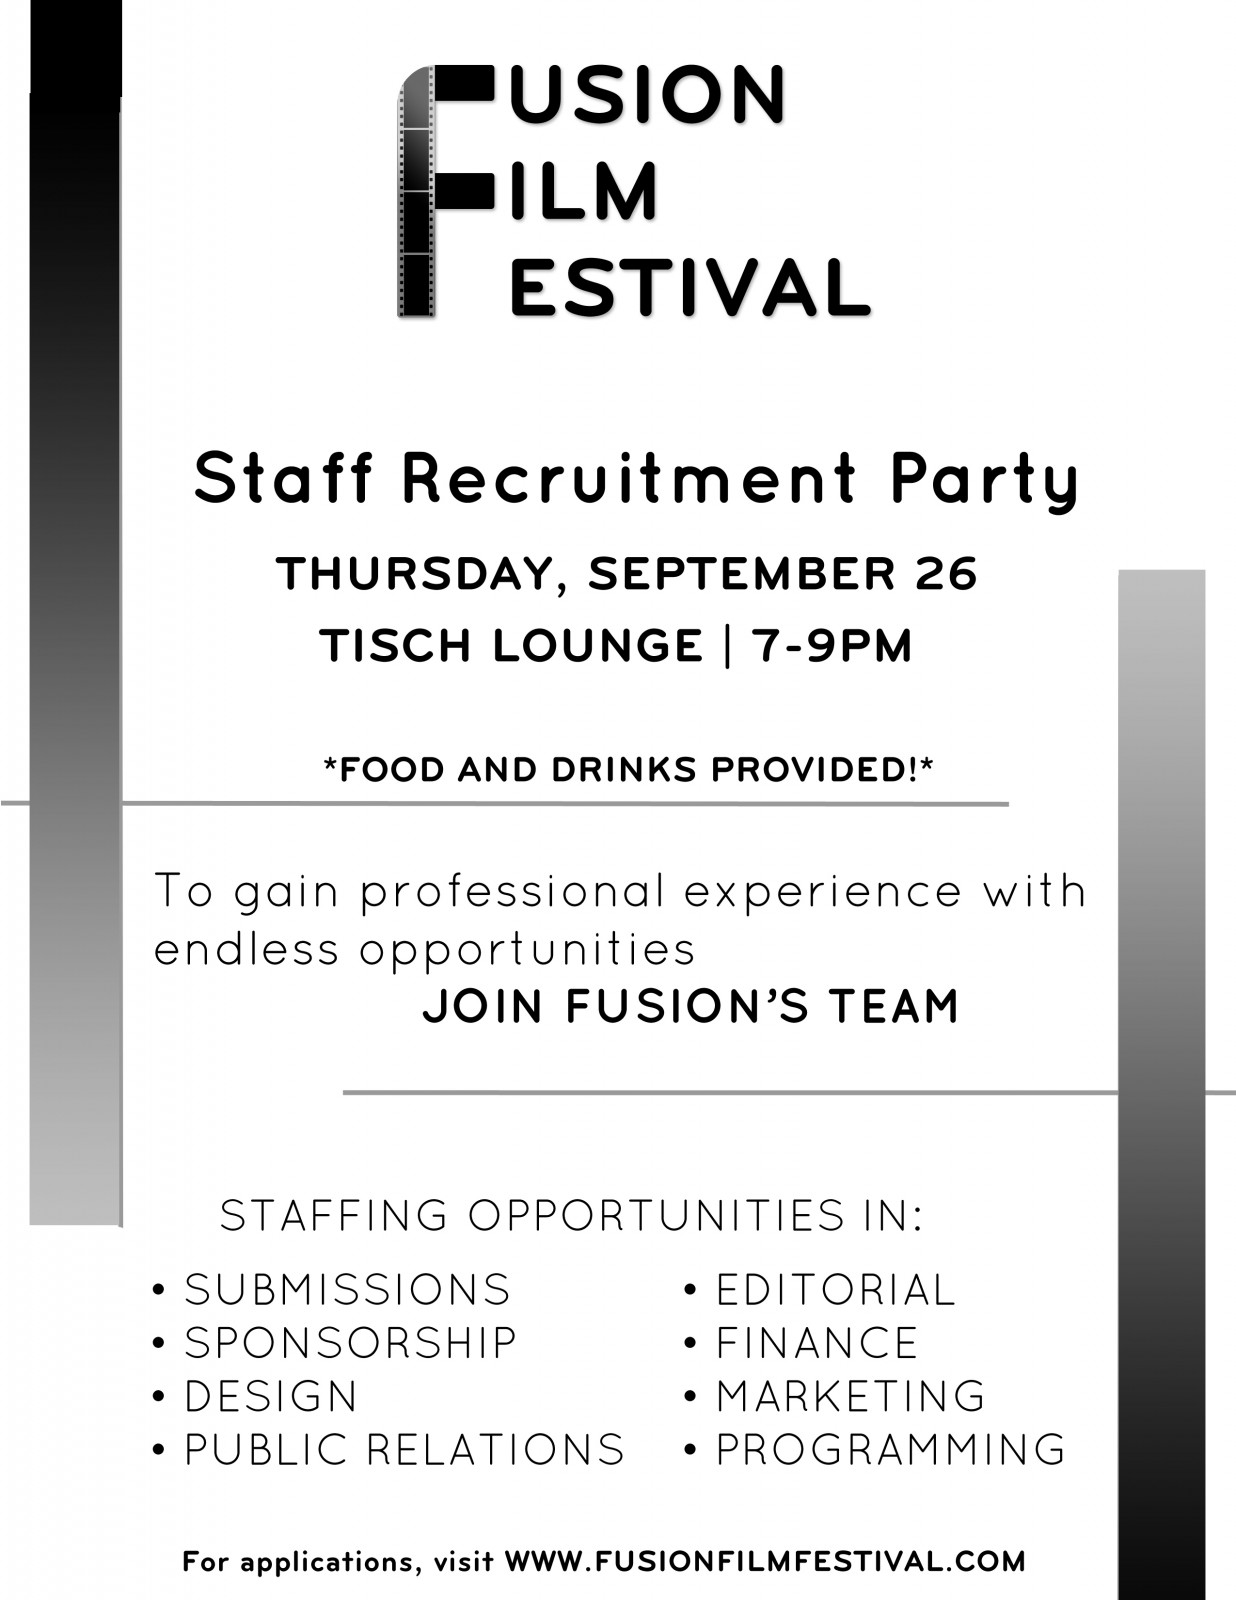 FUSION
FILM
FESTIVAL
Staff Recruitment Party
THURSDAY, SEPTEMBER 26
TISCH LOUNGE | 7-9PM
*FOOD AND DRINKS PROVIDED!*
To gain professional experience with
endless opportunities
JOIN FUSION'S TEAM
STAFFING OPPORTUNITIES IN:
• SUBMISSIONS
• SPONSORSHIP
• DESIGN
• PUBLIC RELATIONS
• EDITORIAL
• FINANCE
• MARKETING
• PROGRAMMING
For applications, visit WWW.FUSIONFILMFESTIVAL.COM